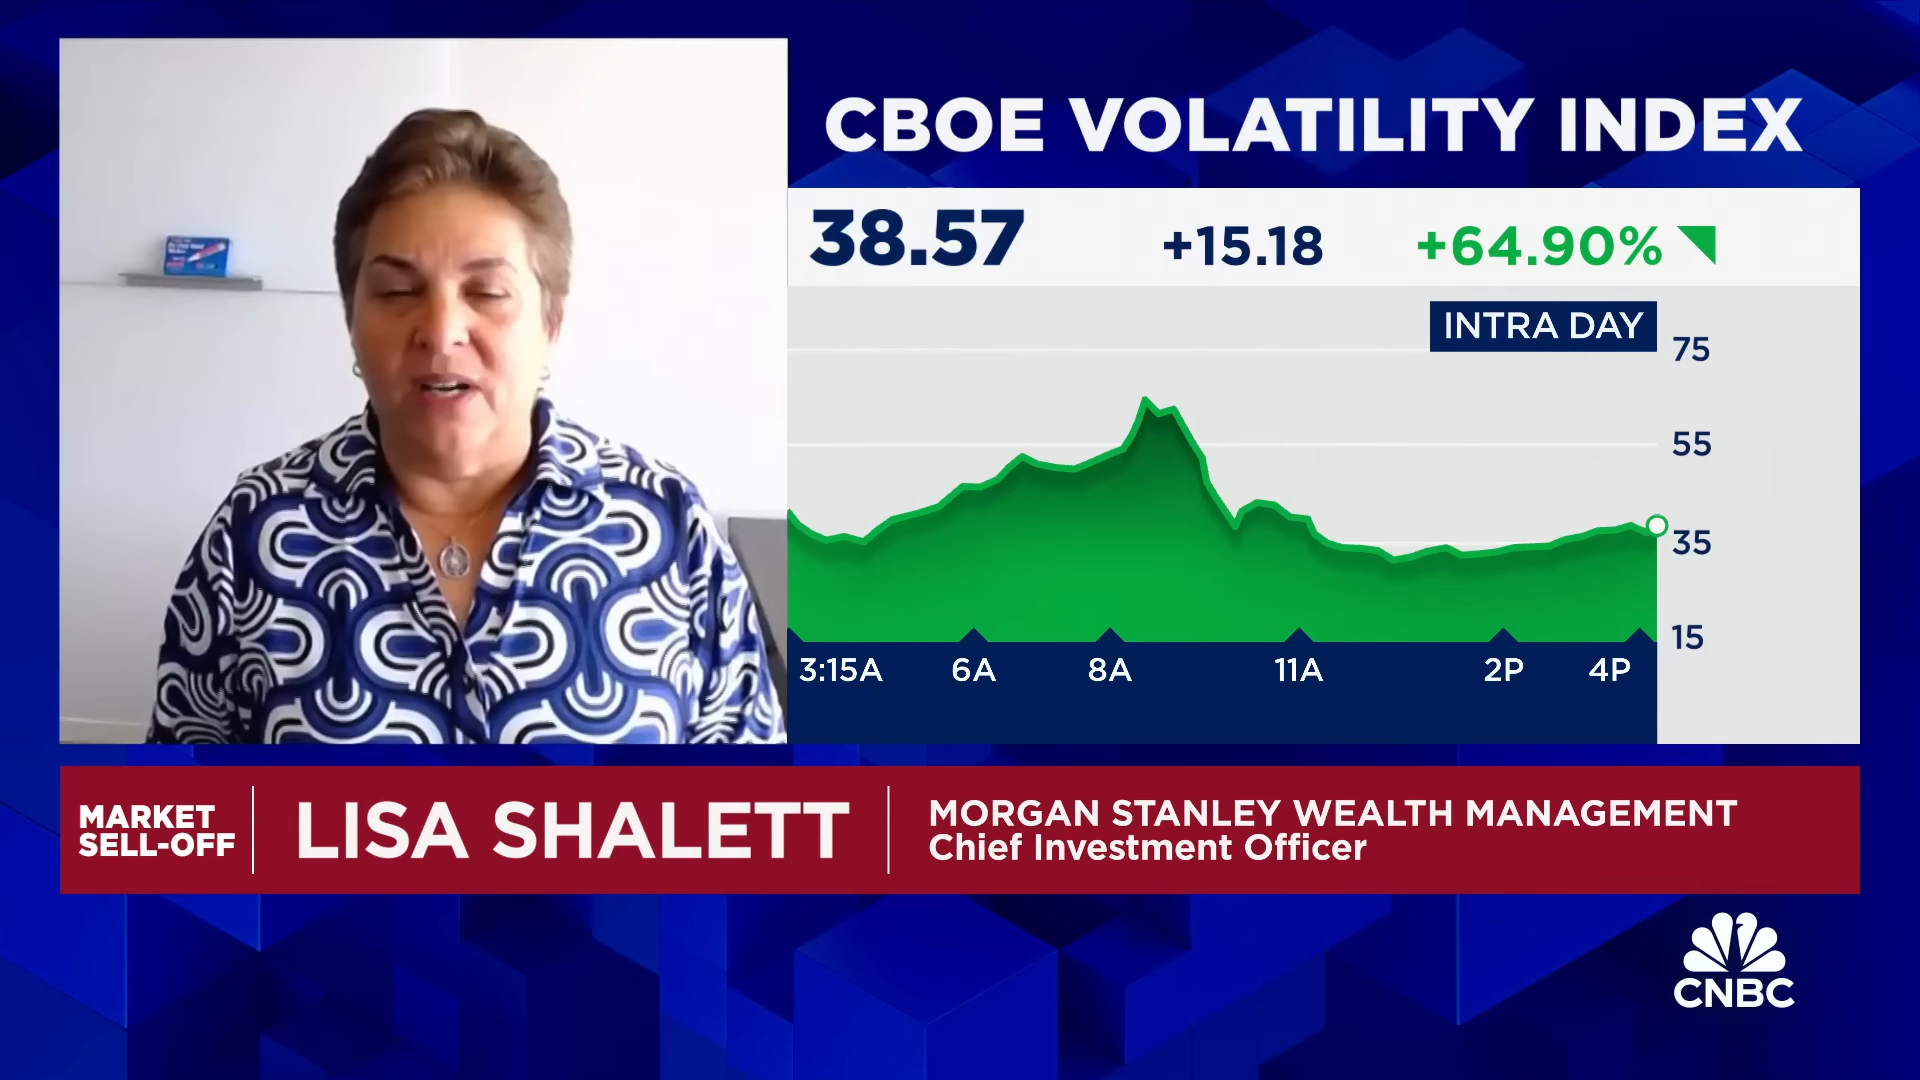 CBOE VOLATILITY INDEX
38.57 +15.18 +64.90%
INTRA DAY
75
55
35
15
3:15A 6A 8A 11A 2P 4P
MARKET
SELL-OFF
LISA SHALETT
MORGAN STANLEY WEALTH MANAGEMENT
Chief Investment Officer
CNBC